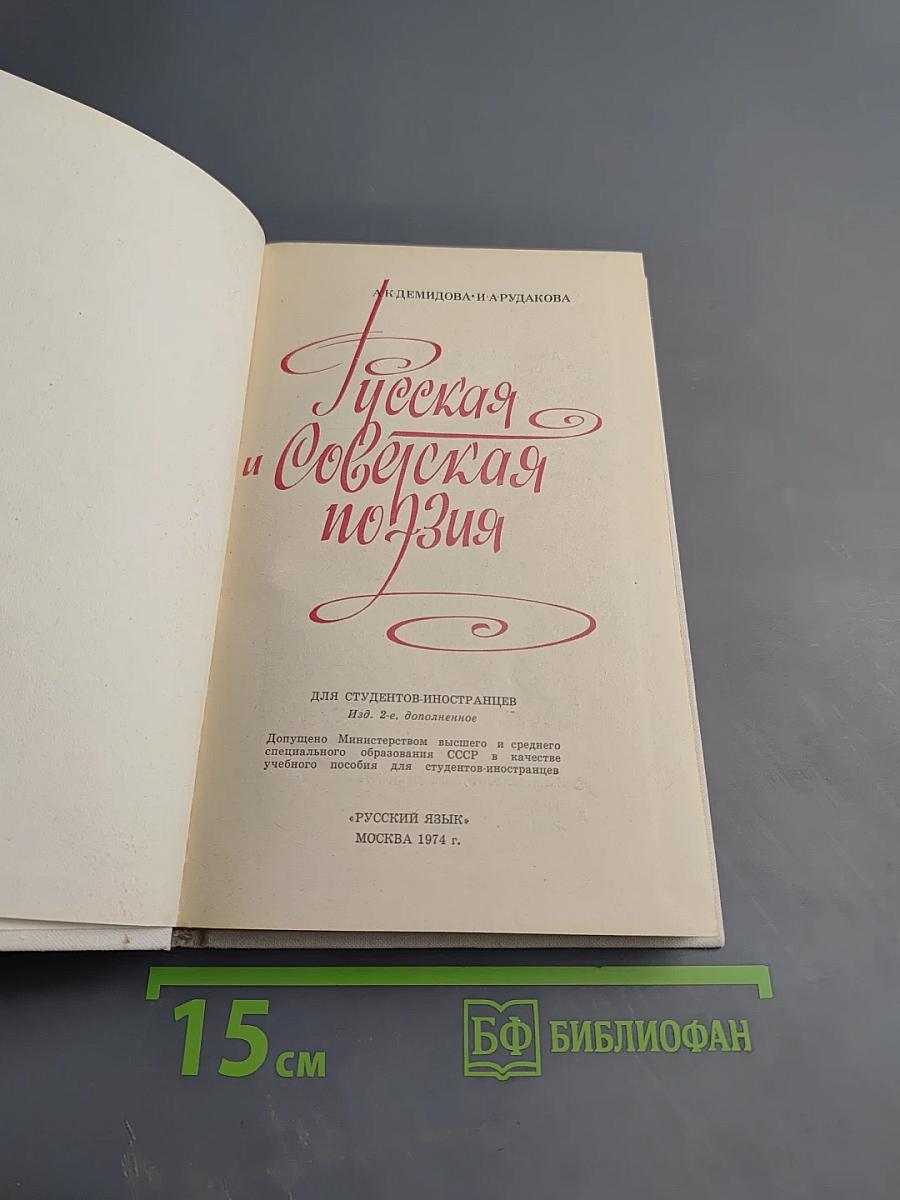 А·К·ДЕМИДОВА·И·А·РУДАКОВА
Русская
и Советская
поэзия
ДЛЯ СТУДЕНТОВ-ИНОСТРАНЦЕВ
Изд. 2-е, дополненное
Допущено Министерством высшего и среднего
специального образования СССР в качестве
учебного пособия для студентов-иностранцев
«РУССКИЙ ЯЗЫК»
МОСКВА 1974 г.
15 см
БФ БИБЛИОФАН